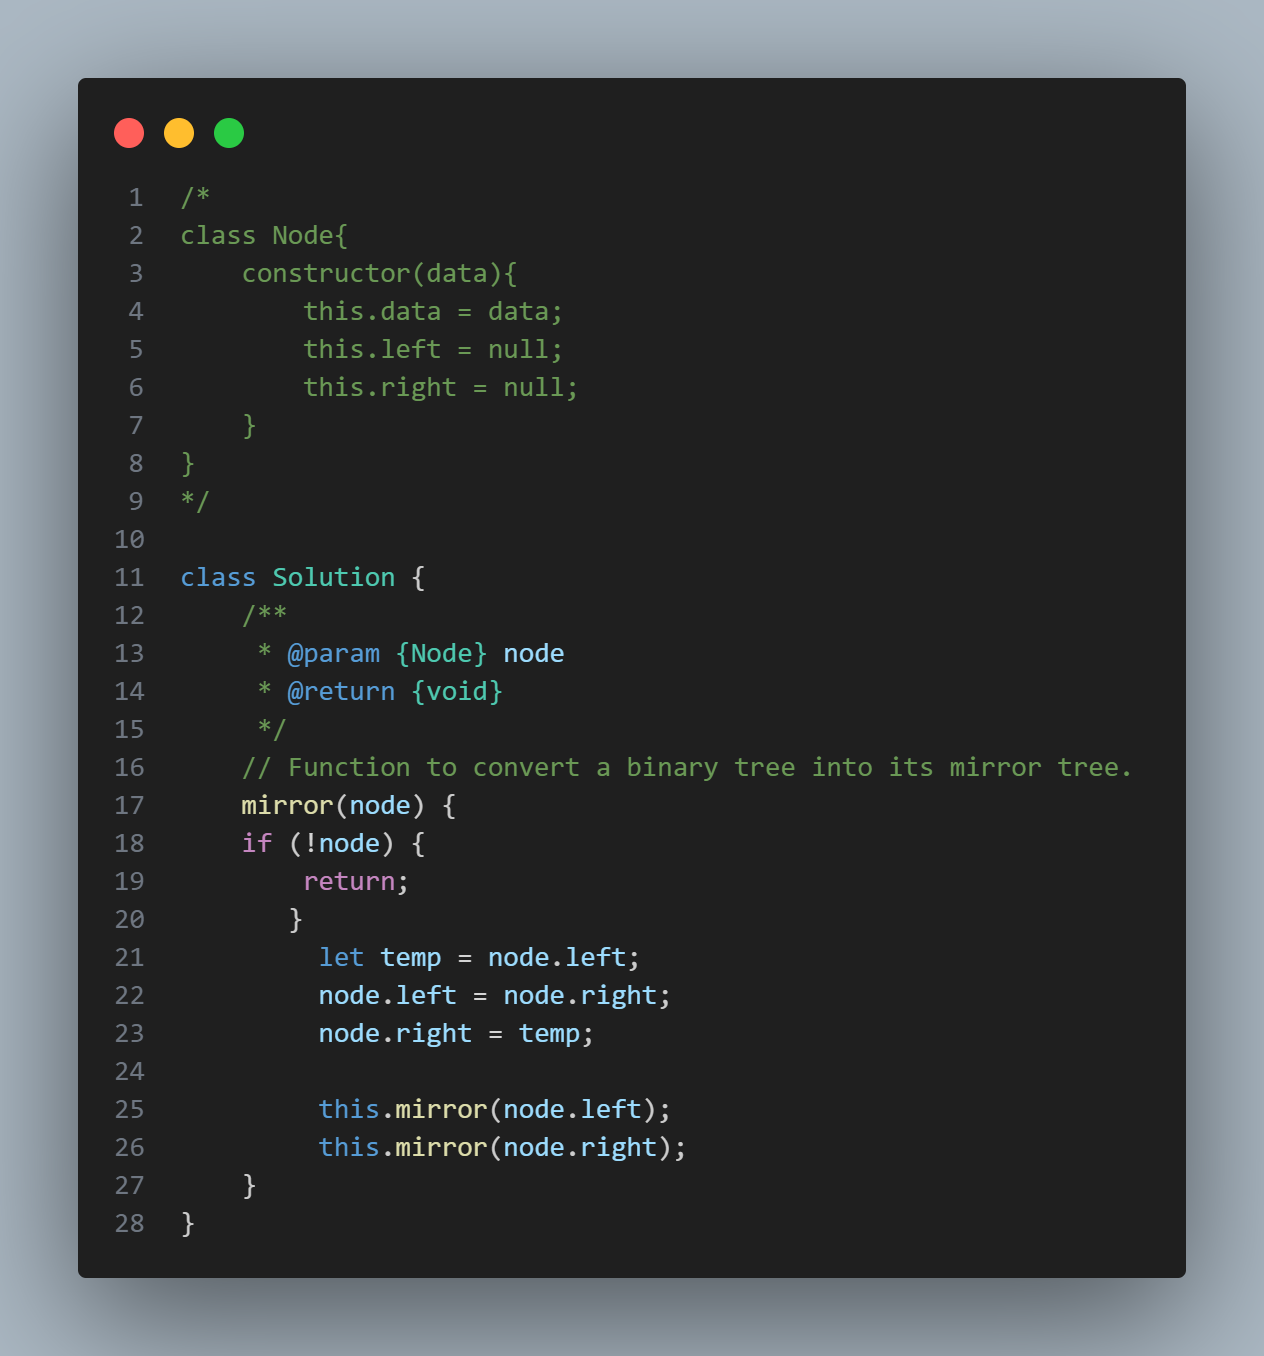 1 /*
2 class Node{
3     constructor(data){
4         this.data = data;
5         this.left = null;
6         this.right = null;
7     }
8 }
9 */
10
11 class Solution {
12     /**
13      * @param {Node} node
14      * @return {void}
15      */
16     // Function to convert a binary tree into its mirror tree.
17     mirror(node) {
18     if (!node) {
19         return;
20        }
21          let temp = node.left;
22          node.left = node.right;
23          node.right = temp;
24
25          this.mirror(node.left);
26          this.mirror(node.right);
27     }
28 }